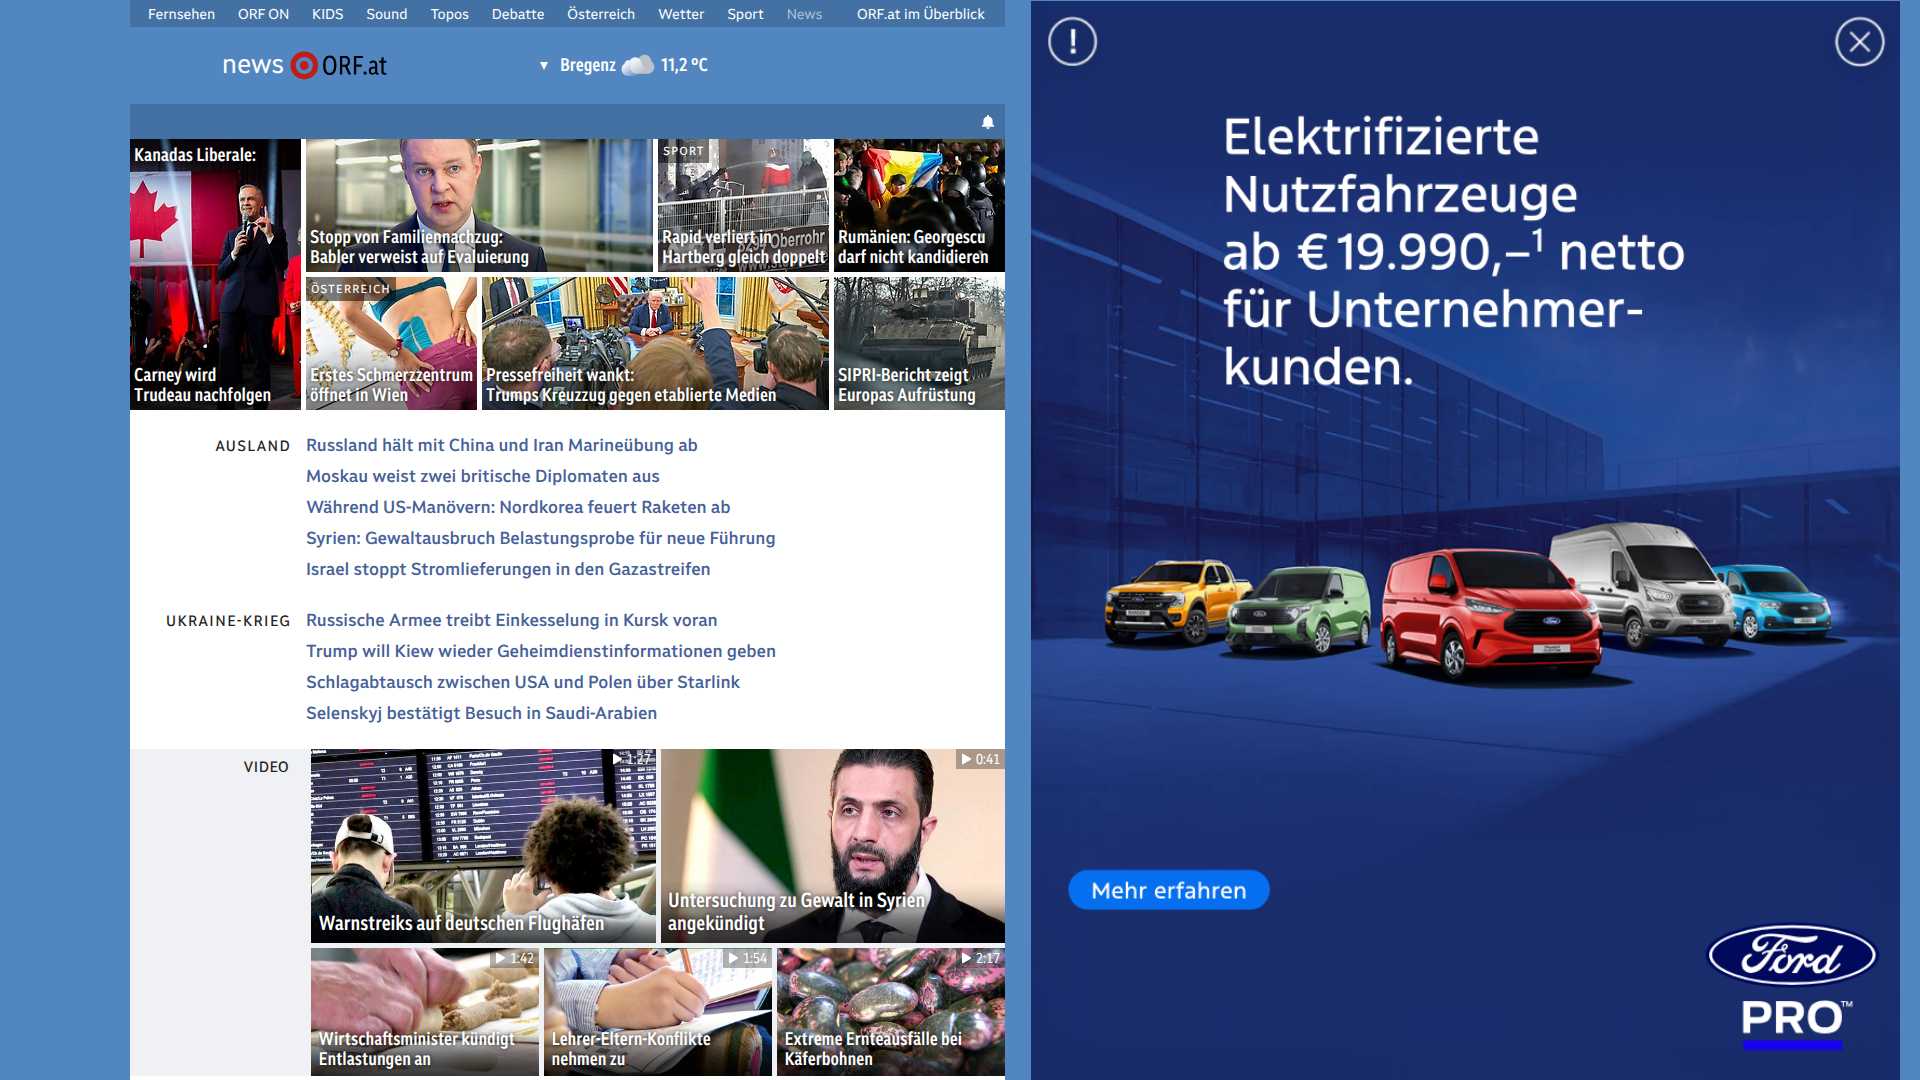 Fernsehen ORF ON KIDS Sound Topos Debatte Österreich Wetter Sport News ORF.at im Überblick
news ORF.at
Bregenz 11,2 °C
Kanadas Liberale:
Carney wird
Trudeau nachfolgen
Stopp von Familiennachzug:
Babler verweist auf Evaluierung
SPORT
Rapid verliert in
Hartberg gleich doppelt
Oberrohr
Rumänien: Georgescu
darf nicht kandidieren
ÖSTERREICH
Erstes Schmerzzentrum
öffnet in Wien
Pressefreiheit wankt:
Trumps Kreuzzug gegen etablierte Medien
SIPRI-Bericht zeigt
Europas Aufrüstung
AUSLAND
Russland hält mit China und Iran Marineübung ab
Moskau weist zwei britische Diplomaten aus
Während US-Manövern: Nordkorea feuert Raketen ab
Syrien: Gewaltausbruch Belastungsprobe für neue Führung
Israel stoppt Stromlieferungen in den Gazastreifen
UKRAINE-KRIEG
Russische Armee treibt Einkesselung in Kursk voran
Trump will Kiew wieder Geheimdienstinformationen geben
Schlagabtausch zwischen USA und Polen über Starlink
Selenskyj bestätigt Besuch in Saudi-Arabien
VIDEO
1:27
Warnstreiks auf deutschen Flughäfen
0:41
Untersuchung zu Gewalt in Syrien
angekündigt
1:42
Wirtschaftsminister kündigt
Entlastungen an
1:54
Lehrer-Eltern-Konflikte
nehmen zu
2:17
Extreme Ernteausfälle bei
Käferbohnen
Elektrifizierte
Nutzfahrzeuge
ab € 19.990,–¹ netto
für Unternehmer-
kunden.
Mehr erfahren
Ford
PRO™